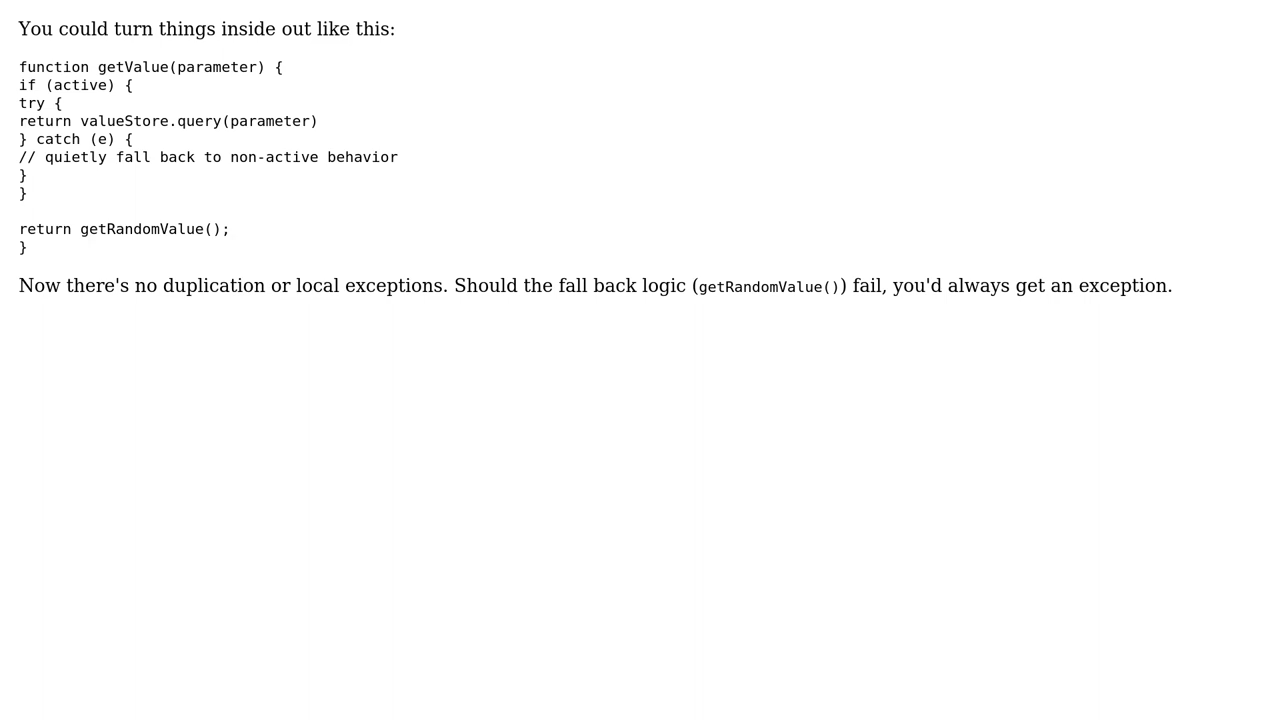 You could turn things inside out like this:
function getValue(parameter) {
if (active) {
try {
return valueStore.query(parameter)
} catch (e) {
// quietly fall back to non-active behavior
}
}
return getRandomValue();
}
Now there's no duplication or local exceptions. Should the fall back logic (getRandomValue()) fail, you'd always get an exception.